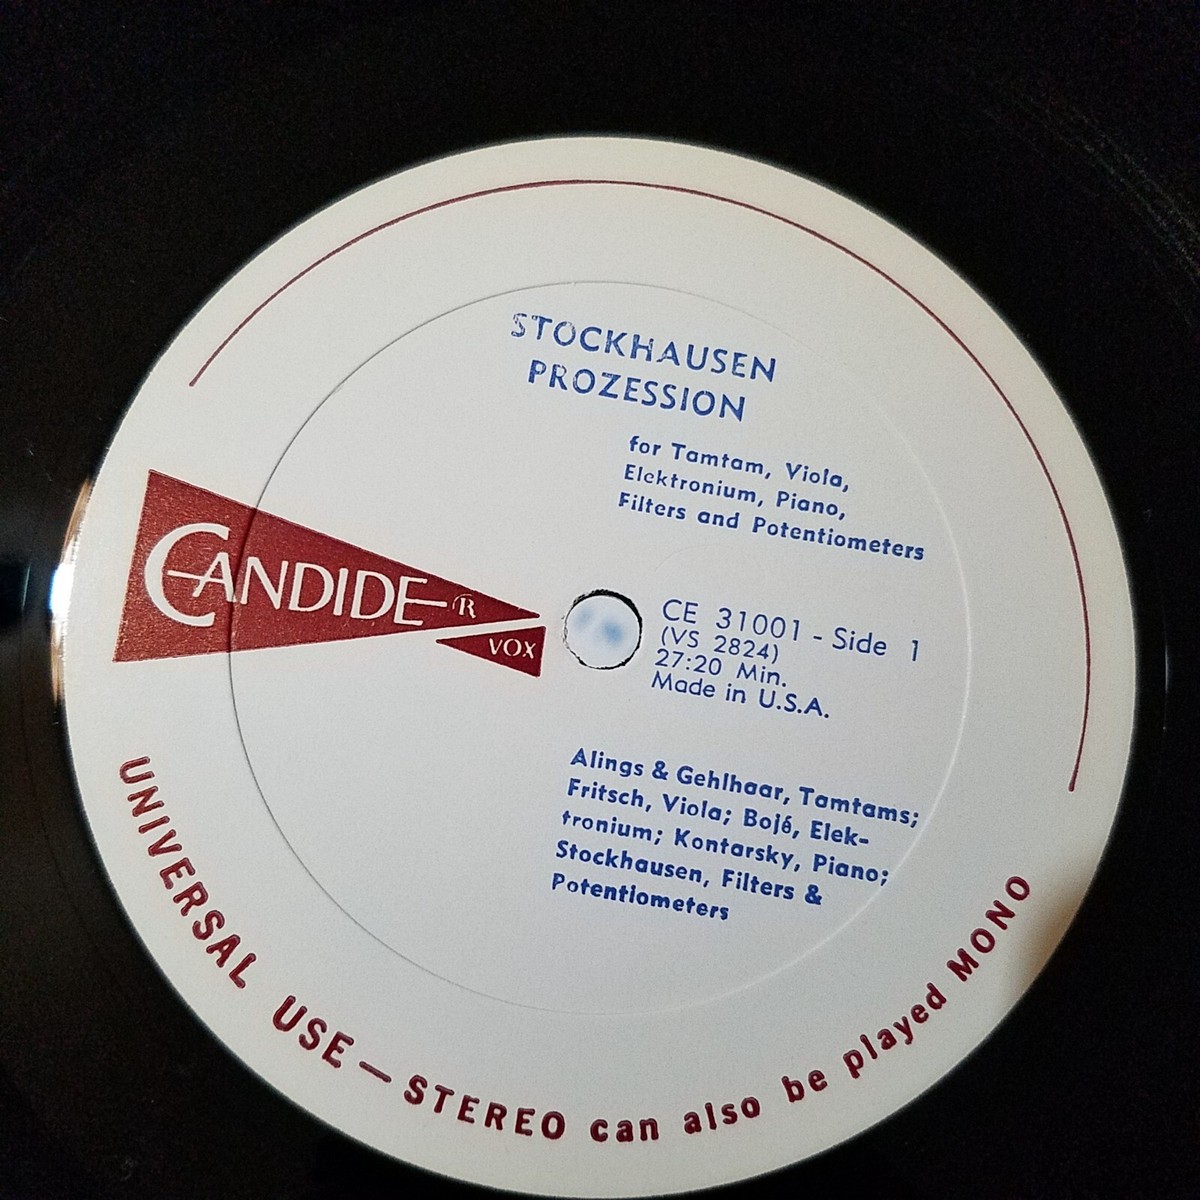 STOCKHAUSEN
PROZESSION
for Tamtam, Viola,
Elektronium, Piano,
Filters and Potentiometers
CANDIDE ®
VOX
CE 31001 - Side 1
(VS 2824)
27:20 Min.
Made in U.S.A.
Alings & Gehlhaar, Tamtams;
Fritsch, Viola; Bojé, Elek-
tronium; Kontarsky, Piano;
Stockhausen, Filters &
Potentiometers
UNIVERSAL USE—STEREO can also be played MONO